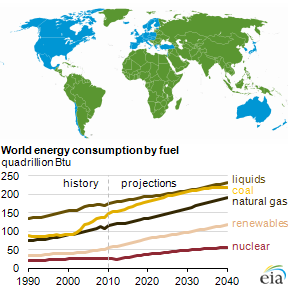 World energy consumption by fuel
quadrillion Btu
250
200
150
100
50
0
history
projections
liquids
coal
natural gas
renewables
nuclear
1990 2000 2010 2020 2030 2040
eia